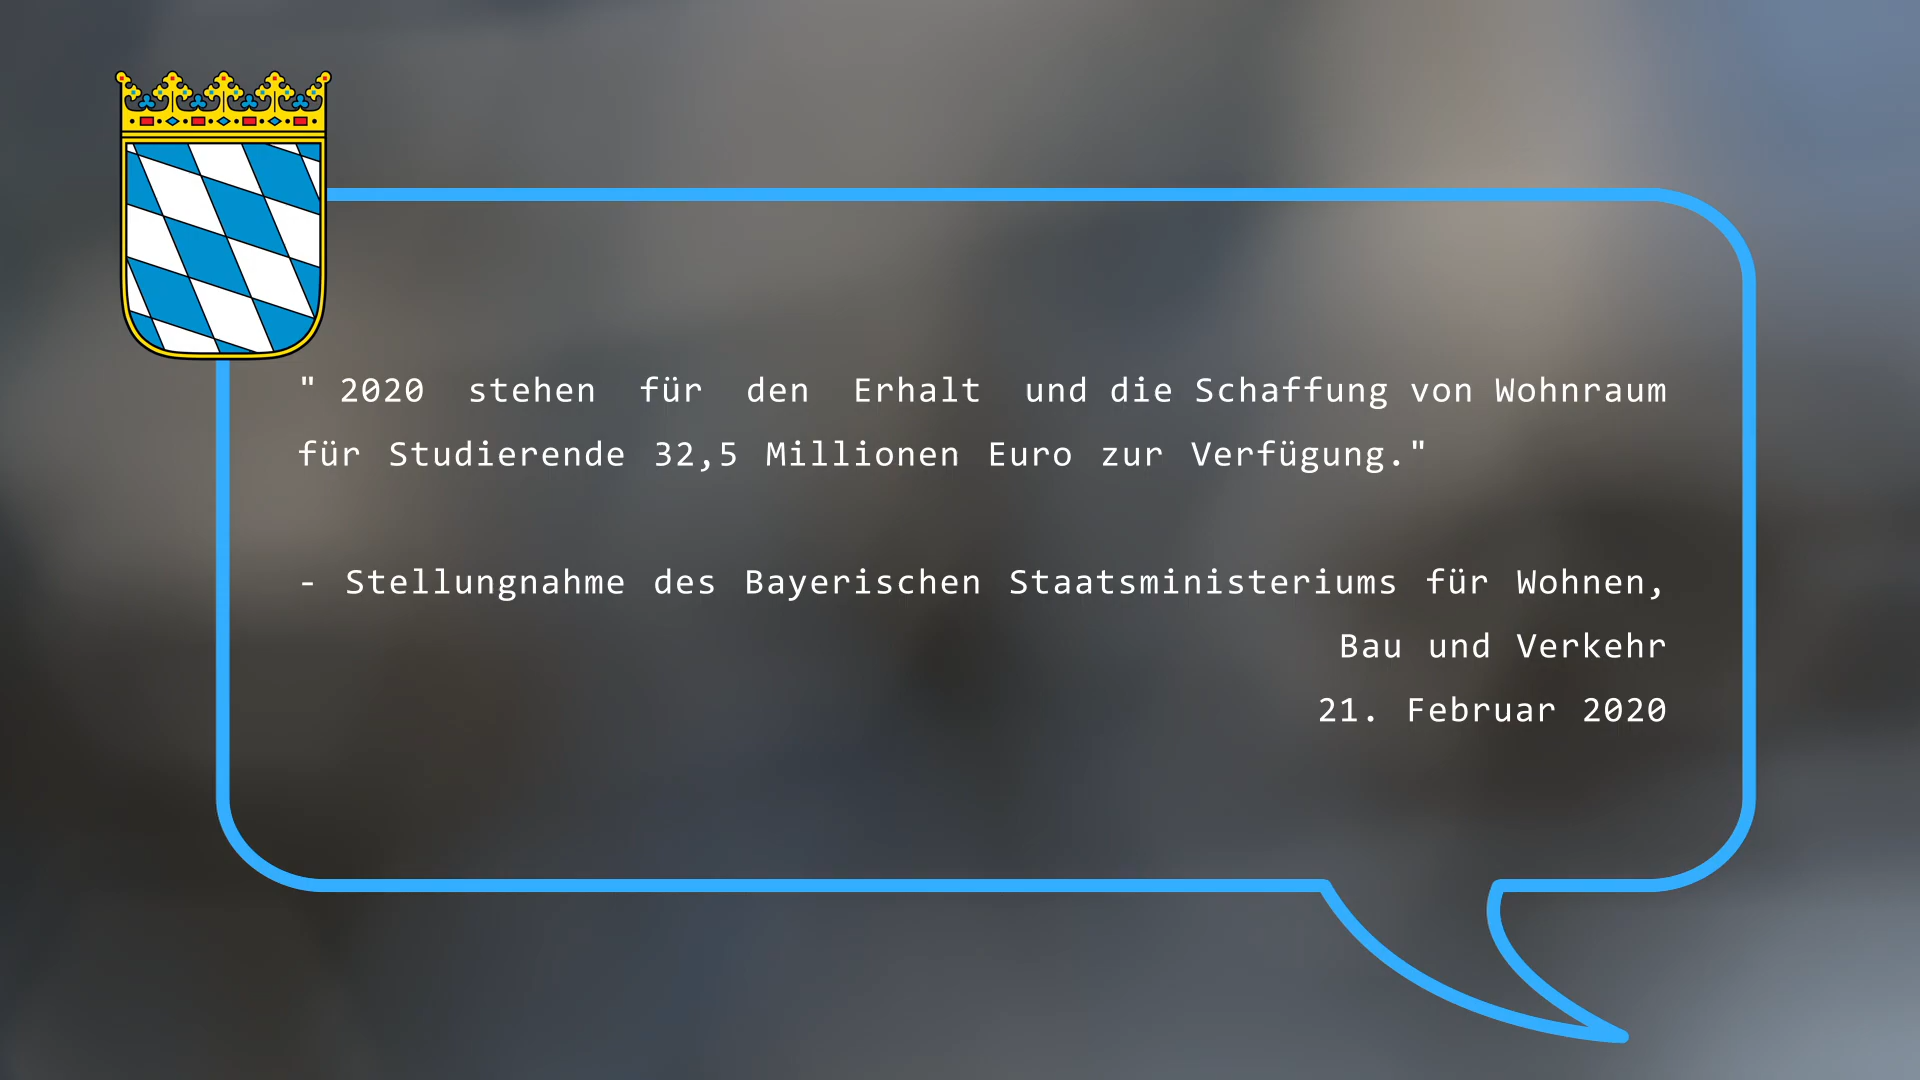 " 2020 stehen für den Erhalt und die Schaffung von Wohnraum
für Studierende 32,5 Millionen Euro zur Verfügung."
- Stellungnahme des Bayerischen Staatsministeriums für Wohnen,
Bau und Verkehr
21. Februar 2020